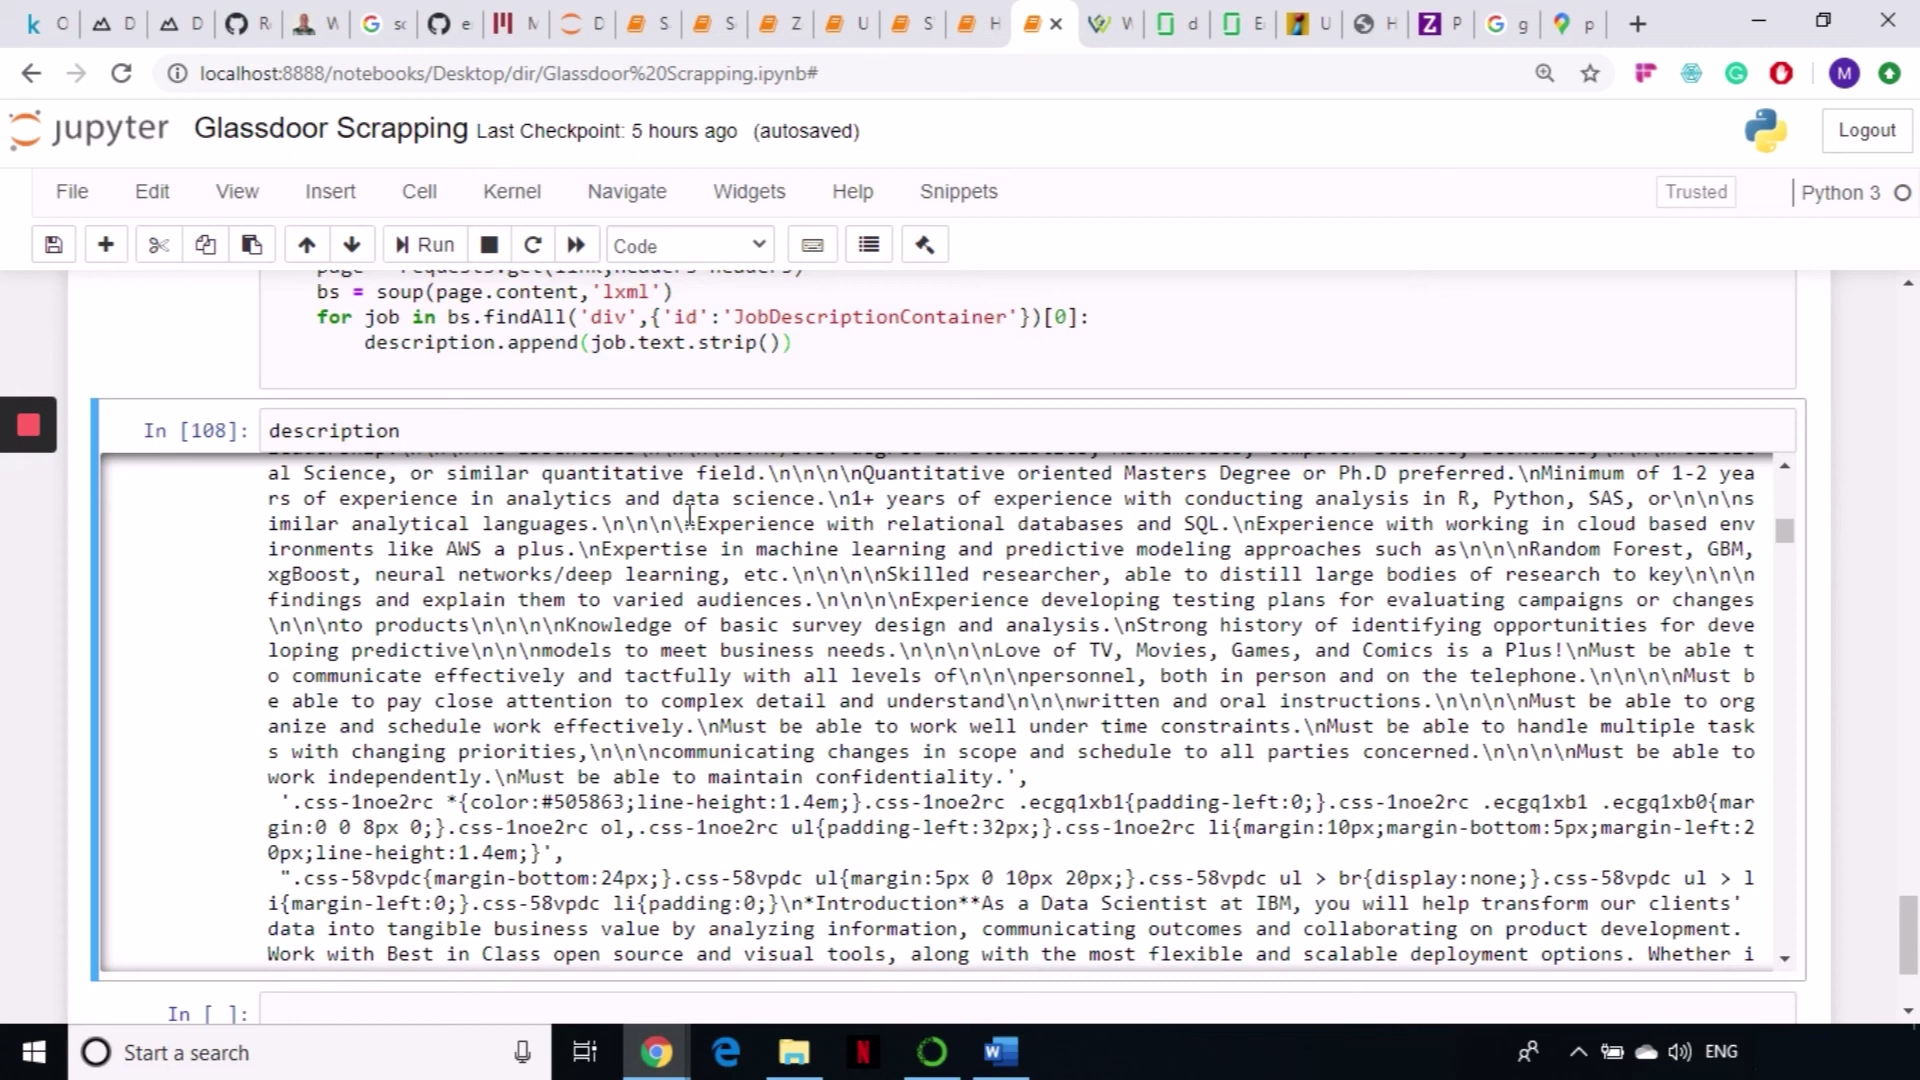 k O D D R W G sc e M D S S Z U S H W d E U H Z P G g p
localhost:8888/notebooks/Desktop/dir/Glassdoor%20Scrapping.ipynb#
M
jupyter Glassdoor Scrapping Last Checkpoint: 5 hours ago (autosaved)
Logout
File Edit View Insert Cell Kernel Navigate Widgets Help Snippets
Trusted
Python 3
Run
Code
page = requests.get(link,headers=headers)
bs = soup(page.content,'lxml')
for job in bs.findAll('div',{'id':'JobDescriptionContainer'})[0]:
description.append(job.text.strip())
In [108]: description
al Science, or similar quantitative field.\n\n\n\nQuantitative oriented Masters Degree or Ph.D preferred.\nMinimum of 1-2 yea
rs of experience in analytics and data science.\n1+ years of experience with conducting analysis in R, Python, SAS, or\n\n\ns
imilar analytical languages.\n\n\n\nExperience with relational databases and SQL.\nExperience with working in cloud based env
ironments like AWS a plus.\nExpertise in machine learning and predictive modeling approaches such as\n\n\nRandom Forest, GBM,
xgBoost, neural networks/deep learning, etc.\n\n\n\nSkilled researcher, able to distill large bodies of research to key\n\n\n
findings and explain them to varied audiences.\n\n\n\nExperience developing testing plans for evaluating campaigns or changes
\n\n\nto products\n\n\n\nKnowledge of basic survey design and analysis.\nStrong history of identifying opportunities for deve
loping predictive\n\n\nmodels to meet business needs.\n\n\n\nLove of TV, Movies, Games, and Comics is a Plus!\nMust be able t
o communicate effectively and tactfully with all levels of\n\n\npersonnel, both in person and on the telephone.\n\n\n\nMust b
e able to pay close attention to complex detail and understand\n\n\nwritten and oral instructions.\n\n\n\nMust be able to org
anize and schedule work effectively.\nMust be able to work well under time constraints.\nMust be able to handle multiple task
s with changing priorities,\n\n\ncommunicating changes in scope and schedule to all parties concerned.\n\n\n\nMust be able to
work independently.\nMust be able to maintain confidentiality.',
'.css-1noe2rc *{color:#505863;line-height:1.4em;}.css-1noe2rc .ecgq1xb1{padding-left:0;}.css-1noe2rc .ecgq1xb1 .ecgq1xb0{mar
gin:0 0 8px 0;}.css-1noe2rc ol,.css-1noe2rc ul{padding-left:32px;}.css-1noe2rc li{margin:10px;margin-bottom:5px;margin-left:2
0px;line-height:1.4em;}',
".css-58vpdc{margin-bottom:24px;}.css-58vpdc ul{margin:5px 0 10px 20px;}.css-58vpdc ul > br{display:none;}.css-58vpdc ul > l
i{margin-left:0;}.css-58vpdc li{padding:0;}\n*Introduction**As a Data Scientist at IBM, you will help transform our clients'
data into tangible business value by analyzing information, communicating outcomes and collaborating on product development.
Work with Best in Class open source and visual tools, along with the most flexible and scalable deployment options. Whether i
In [ ]:
Start a search
ENG